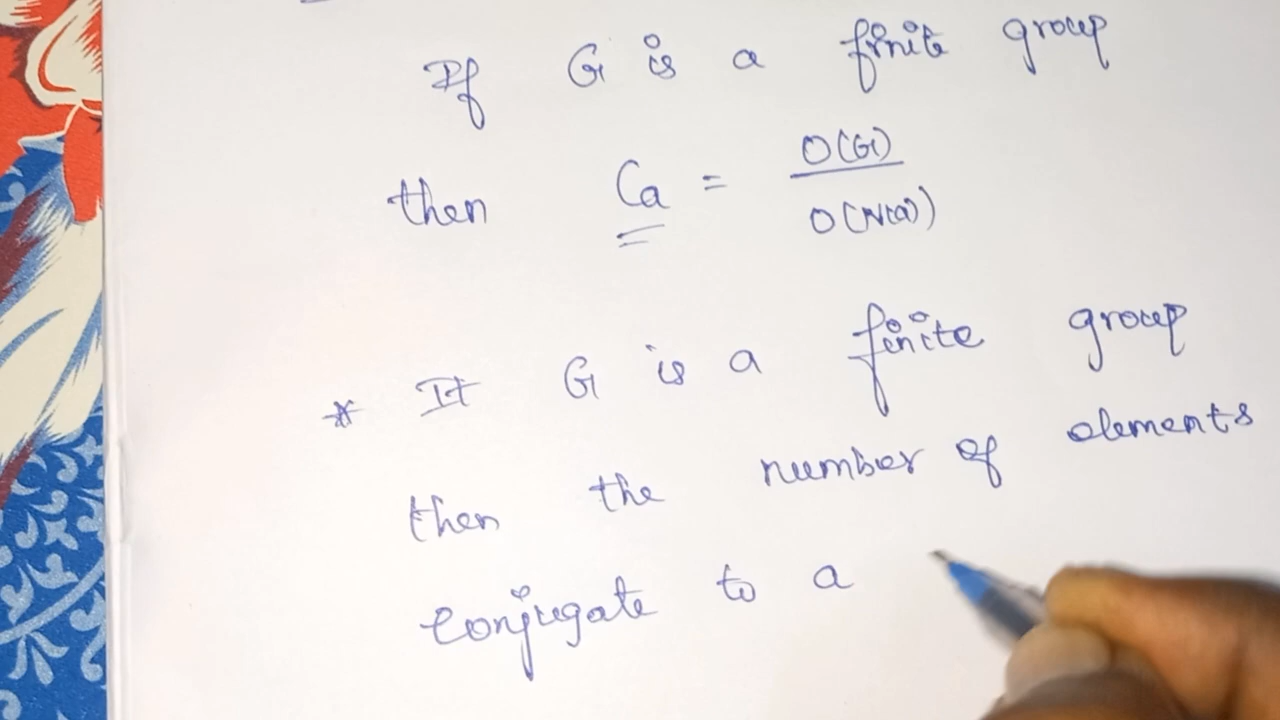 If G is a finite group
then Ca = O(G) / O(N(a))
* If G is a finite group
then the number of elements
conjugate to a